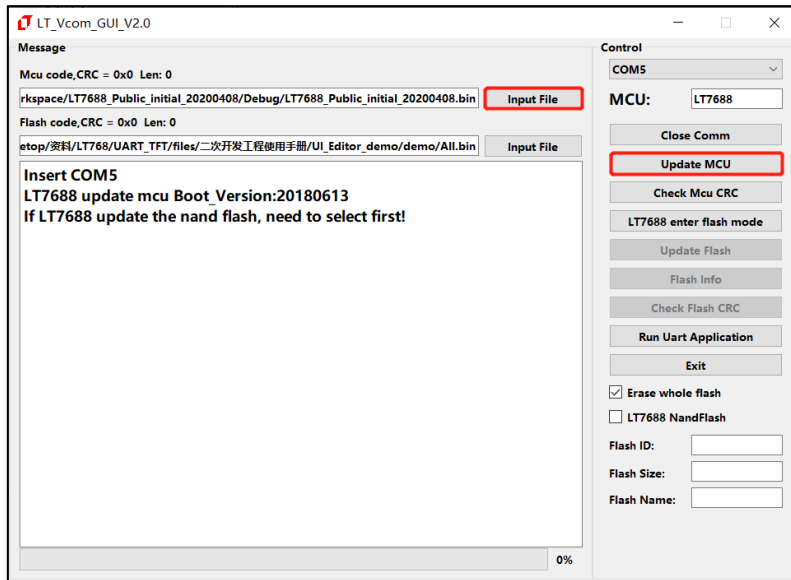 LT_Vcom_GUI_V2.0
Message
Mcu code,CRC = 0x0 Len: 0
rkspace/LT7688_Public_initial_20200408/Debug/LT7688_Public_initial_20200408.bin
Input File
Flash code,CRC = 0x0 Len: 0
etop/资料/LT768/UART_TFT/files/二次开发工程使用手册/UI_Editor_demo/demo/All.bin
Input File
Insert COM5
LT7688 update mcu Boot_Version:20180613
If LT7688 update the nand flash, need to select first!
0%
Control
COM5
MCU:
LT7688
Close Comm
Update MCU
Check Mcu CRC
LT7688 enter flash mode
Update Flash
Flash Info
Check Flash CRC
Run Uart Application
Exit
Erase whole flash
LT7688 NandFlash
Flash ID:
Flash Size:
Flash Name: